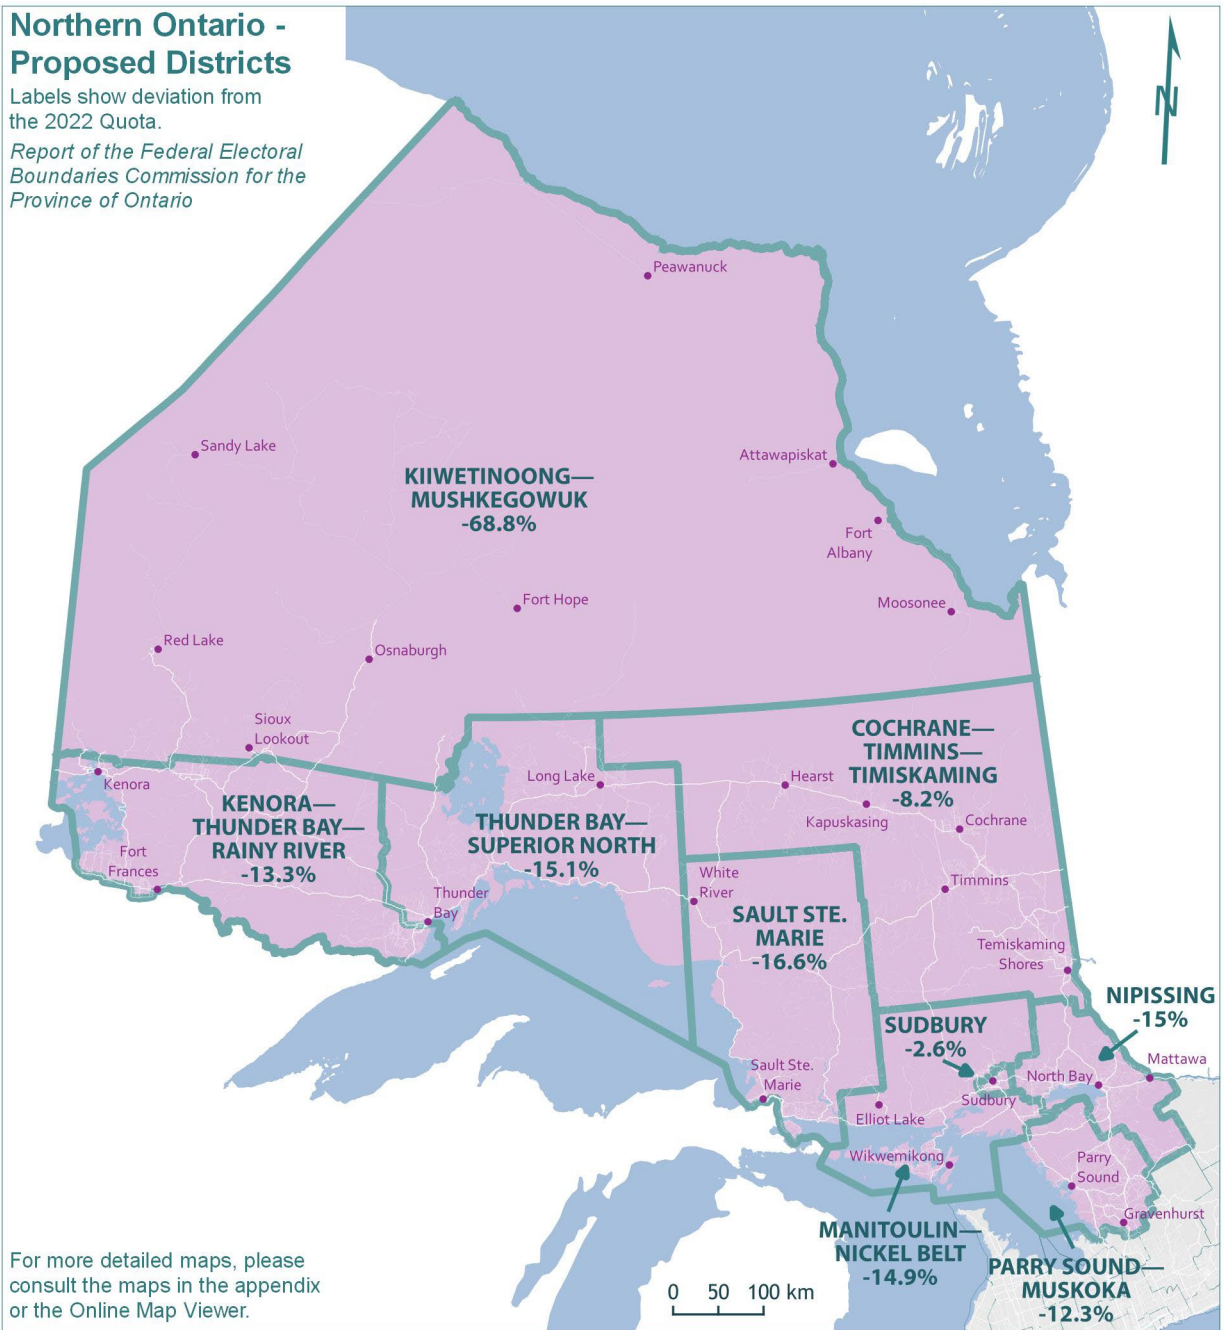 Northern Ontario -
Proposed Districts
Labels show deviation from
the 2022 Quota.
Report of the Federal Electoral
Boundaries Commission for the
Province of Ontario
N
Peawanuck
Sandy Lake
Attawapiskat
KIIWETINOONG—
MUSHKEGOWUK
-68.8%
Fort
Albany
Fort Hope
Moosonee
Red Lake
Osnaburgh
Sioux
Lookout
COCHRANE—
TIMMINS—
TIMISKAMING
-8.2%
Kenora
Long Lake
Hearst
KENORA—
THUNDER BAY—
RAINY RIVER
-13.3%
THUNDER BAY—
SUPERIOR NORTH
-15.1%
Kapuskasing
Cochrane
Fort
Frances
Thunder
Bay
White
River
Timmins
SAULT STE.
MARIE
-16.6%
Temiskaming
Shores
NIPISSING
-15%
SUDBURY
-2.6%
Mattawa
Sault Ste.
Marie
North Bay
Sudbury
Elliot Lake
Wikwemikong
Parry
Sound
Gravenhurst
MANITOULIN—
NICKEL BELT
-14.9%
PARRY SOUND—
MUSKOKA
-12.3%
For more detailed maps, please
consult the maps in the appendix
or the Online Map Viewer.
0 50 100 km